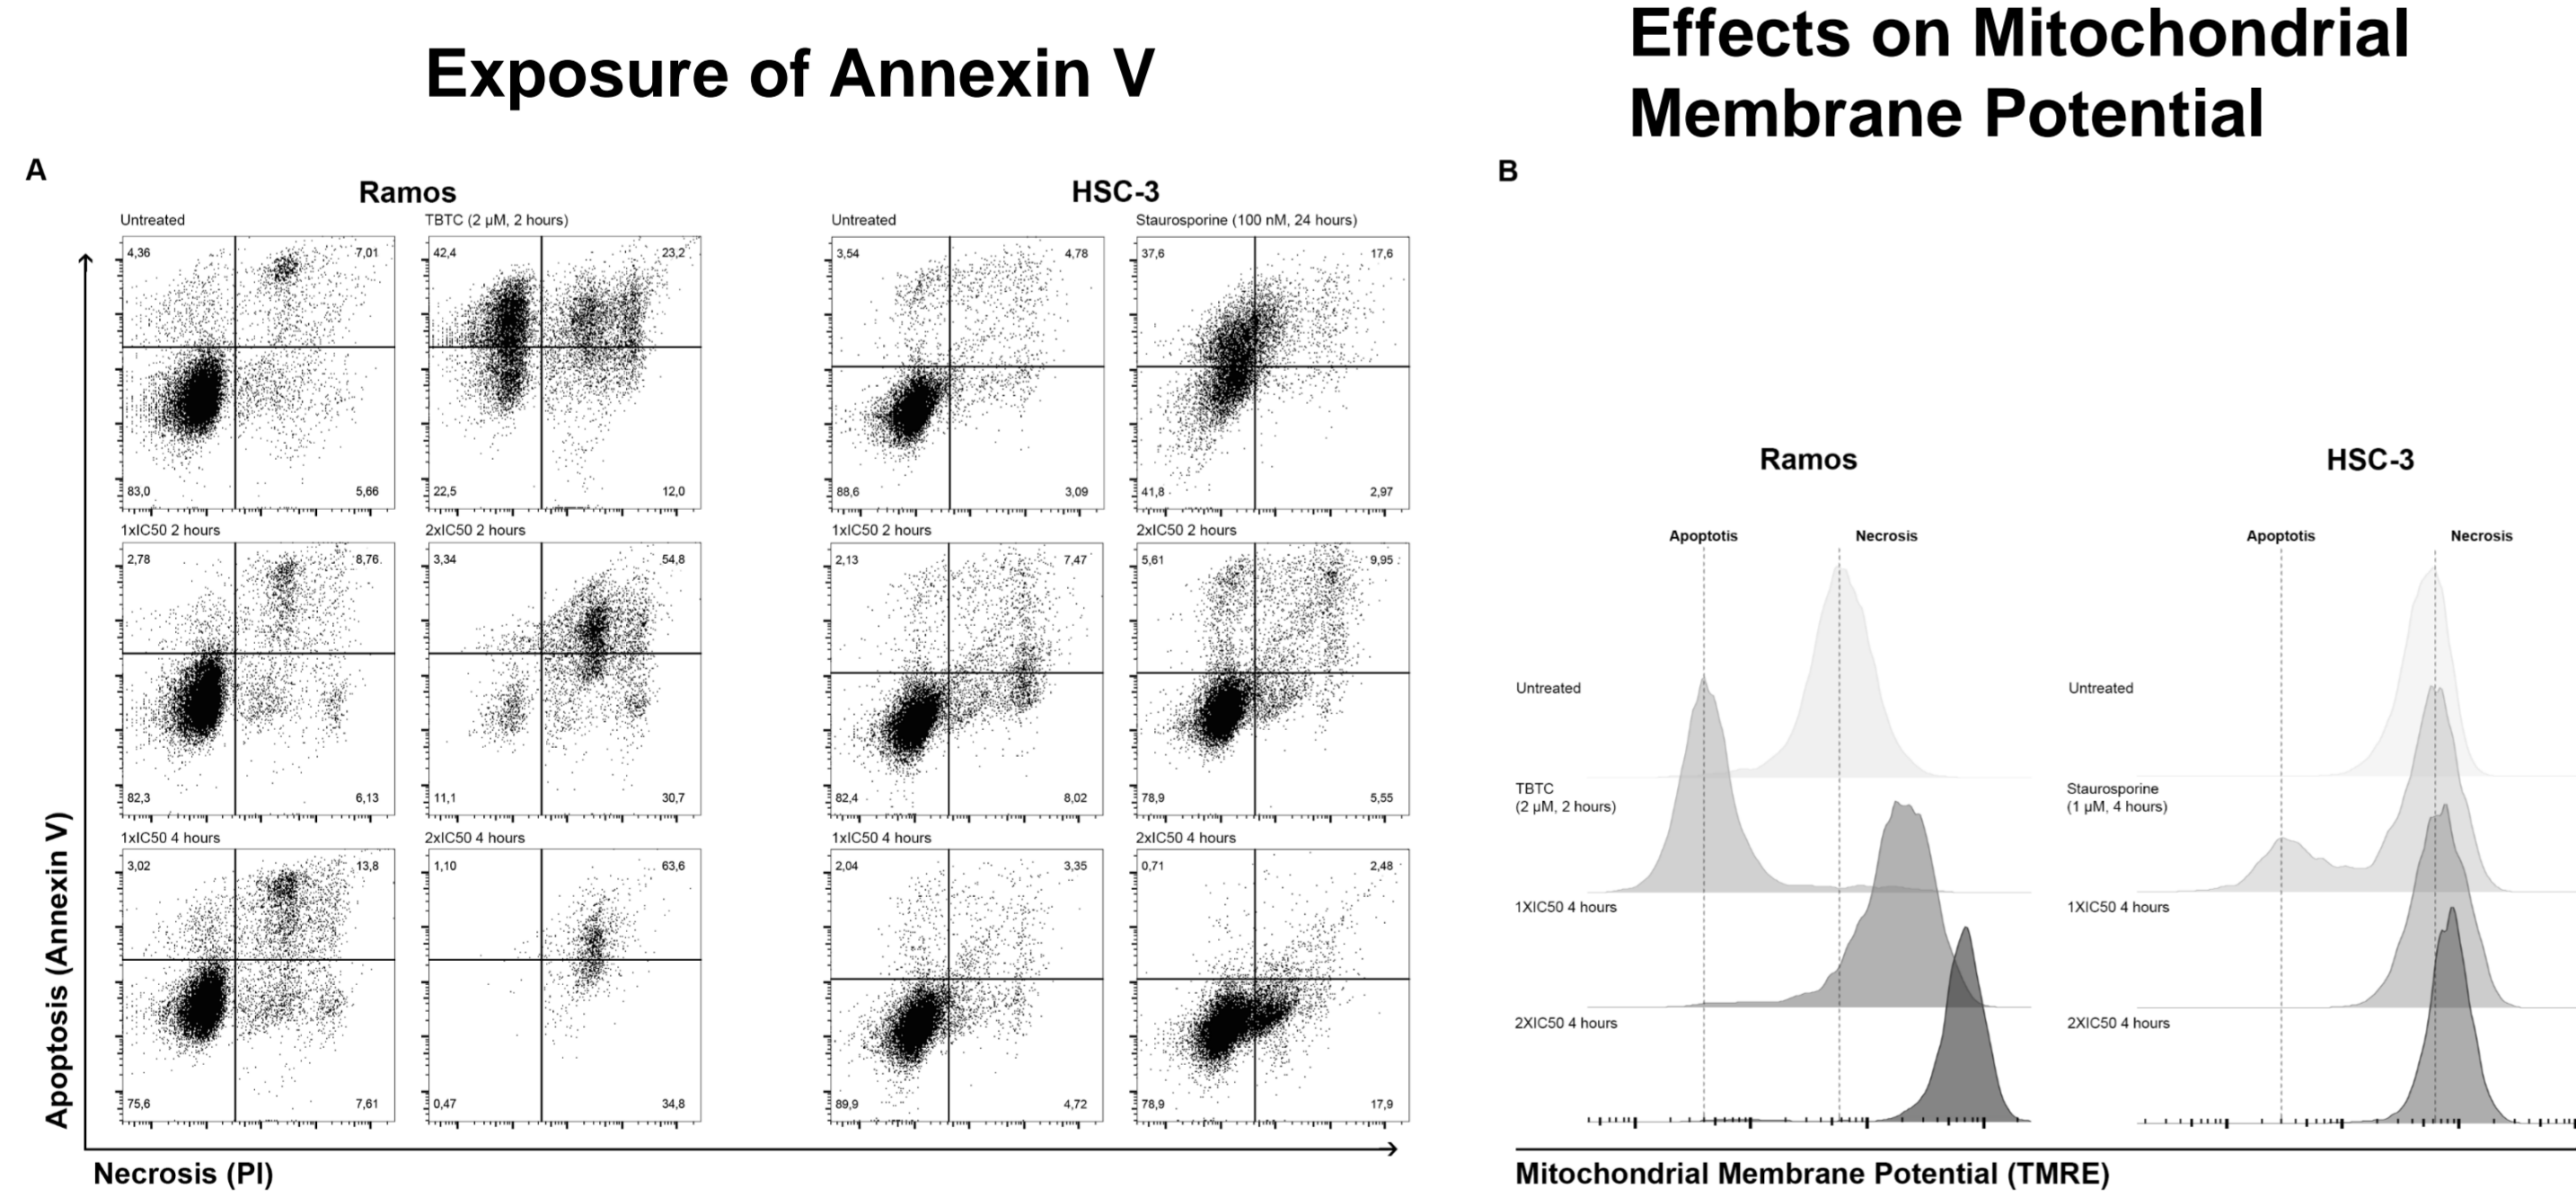 Exposure of Annexin V
Effects on Mitochondrial
Membrane Potential
A
Ramos
HSC-3
Untreated
TBTC (2 µM, 2 hours)
Untreated
Staurosporine (100 nM, 24 hours)
4,36
7,01
42,4
23,2
3,54
4,78
37,6
17,6
83,0
5,66
22,5
12,0
88,6
3,09
41,8
2,97
1xIC50 2 hours
2xIC50 2 hours
1xIC50 2 hours
2xIC50 2 hours
2,78
8,76
3,34
54,8
2,13
7,47
5,61
9,95
82,3
6,13
11,1
30,7
82,4
8,02
78,9
5,55
1xIC50 4 hours
2xIC50 4 hours
1xIC50 4 hours
2xIC50 4 hours
3,02
13,8
1,10
63,6
2,04
3,35
0,71
2,48
75,6
7,61
0,47
34,8
89,9
4,72
78,9
17,9
Apoptosis (Annexin V)
Necrosis (PI)
B
Ramos
HSC-3
Apoptotis
Necrosis
Apoptotis
Necrosis
Untreated
TBTC
(2 µM, 2 hours)
1XIC50 4 hours
2XIC50 4 hours
Untreated
Staurosporine
(1 µM, 4 hours)
1XIC50 4 hours
2XIC50 4 hours
Mitochondrial Membrane Potential (TMRE)